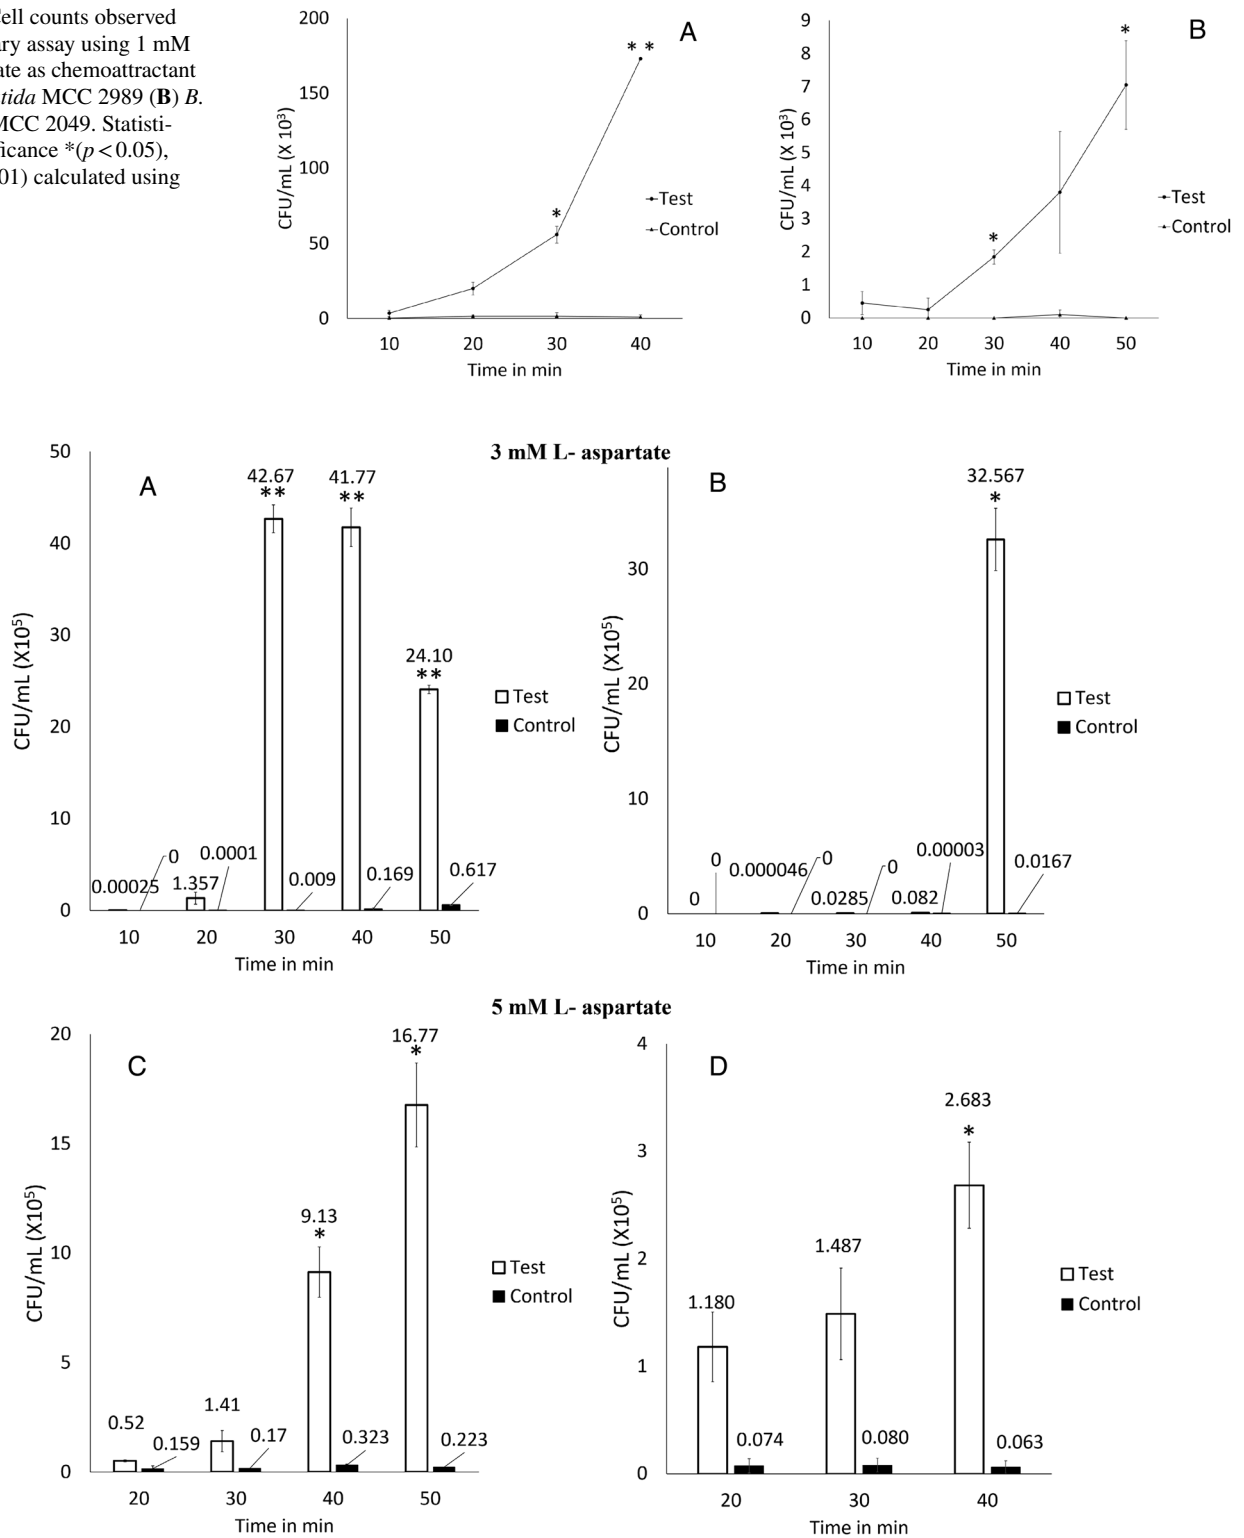 Cell counts observed
ary assay using 1 mM
ate as chemoattractant
tida MCC 2989 (B) B.
MCC 2049. Statisti-
ficance *(p < 0.05),
01) calculated using
A
200
150
100
50
0
CFU/mL (X 10³)
* *
*
Test
Control
10 20 30 40
Time in min
B
9
8
7
6
5
4
3
2
1
0
CFU/mL (X 10³)
*
*
Test
Control
10 20 30 40 50
Time in min
3 mM L- aspartate
A
50
40
30
20
10
0
CFU/mL (X10⁵)
42.67
**
41.77
**
24.10
**
0.00025
0
1.357
0.0001
0.009
0.169
0.617
Test
Control
10 20 30 40 50
Time in min
B
30
20
10
0
CFU/mL (X10⁵)
32.567
*
0
0
0.000046
0
0.0285
0
0.082
0.00003
0.0167
Test
Control
10 20 30 40 50
Time in min
5 mM L- aspartate
C
20
15
10
5
0
CFU/mL (X10⁵)
16.77
*
9.13
*
1.41
0.52
0.159
0.17
0.323
0.223
Test
Control
20 30 40 50
Time in min
D
4
3
2
1
0
CFU/mL (X10⁵)
2.683
*
1.487
1.180
0.074
0.080
0.063
Test
Control
20 30 40
Time in min